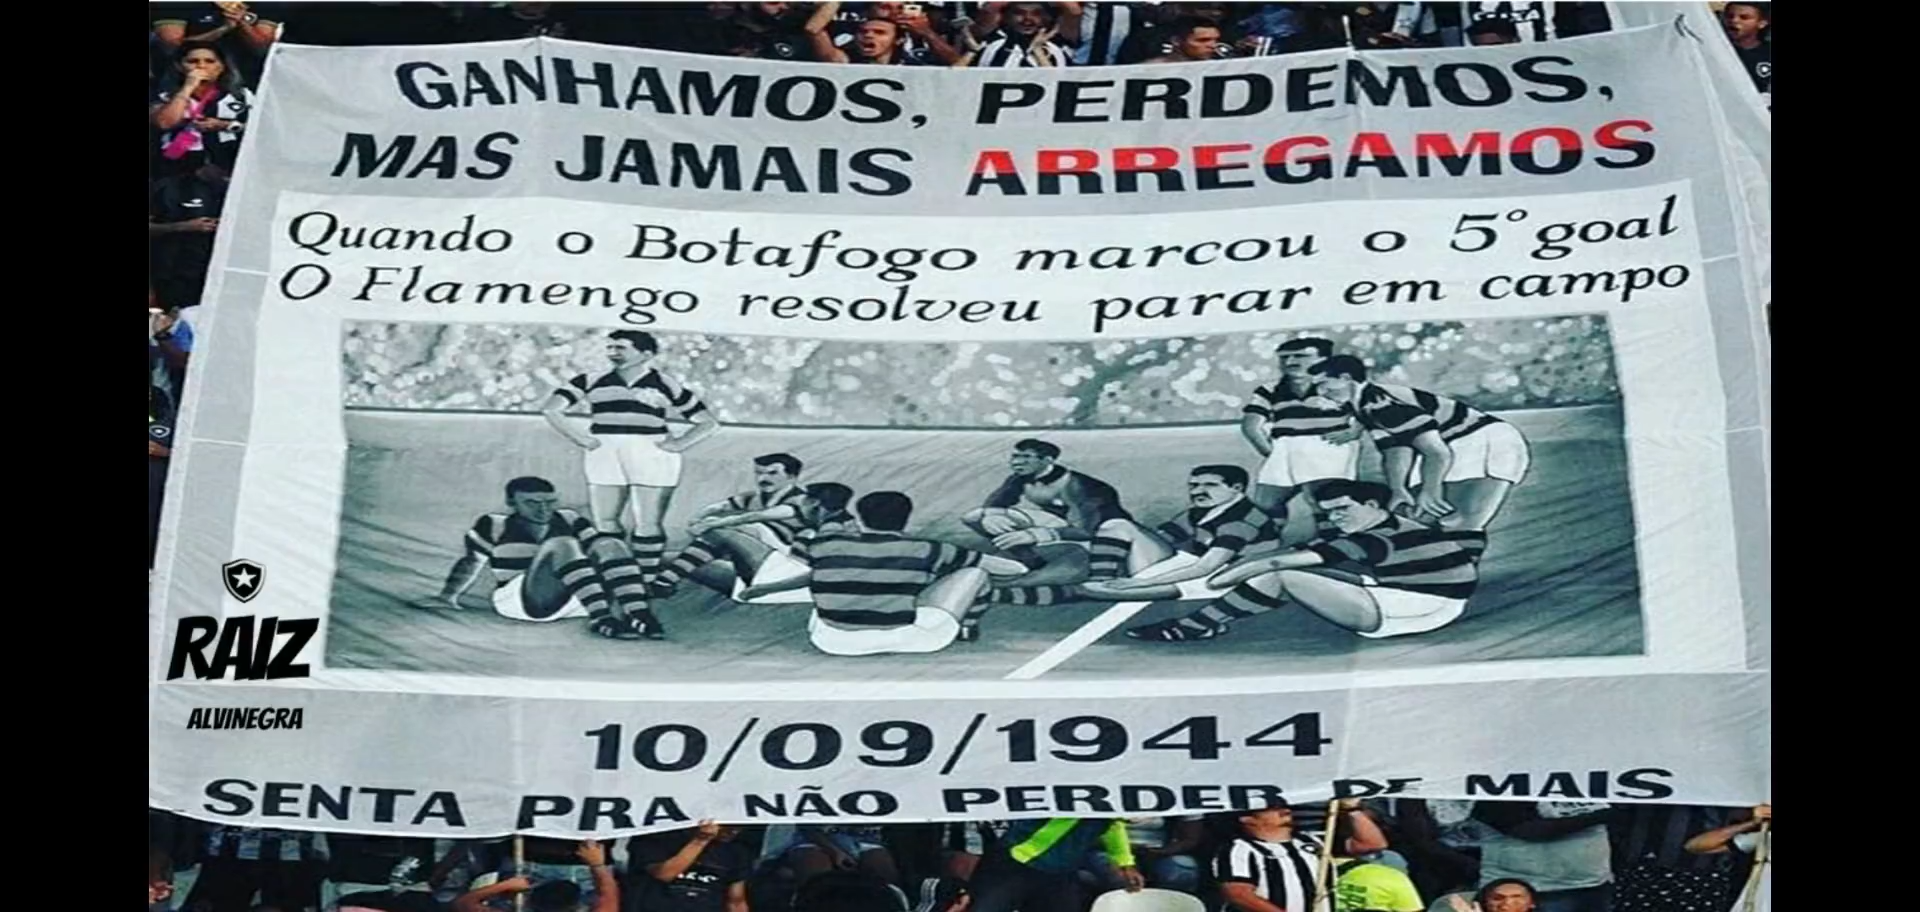 GANHAMOS, PERDEMOS,
MAS JAMAIS ARREGAMOS
Quando o Botafogo marcou o 5º goal
O Flamengo resolveu parar em campo
RAIZ
ALVINEGRA
10/09/1944
SENTA PRA NÃO PERDER DE MAIS